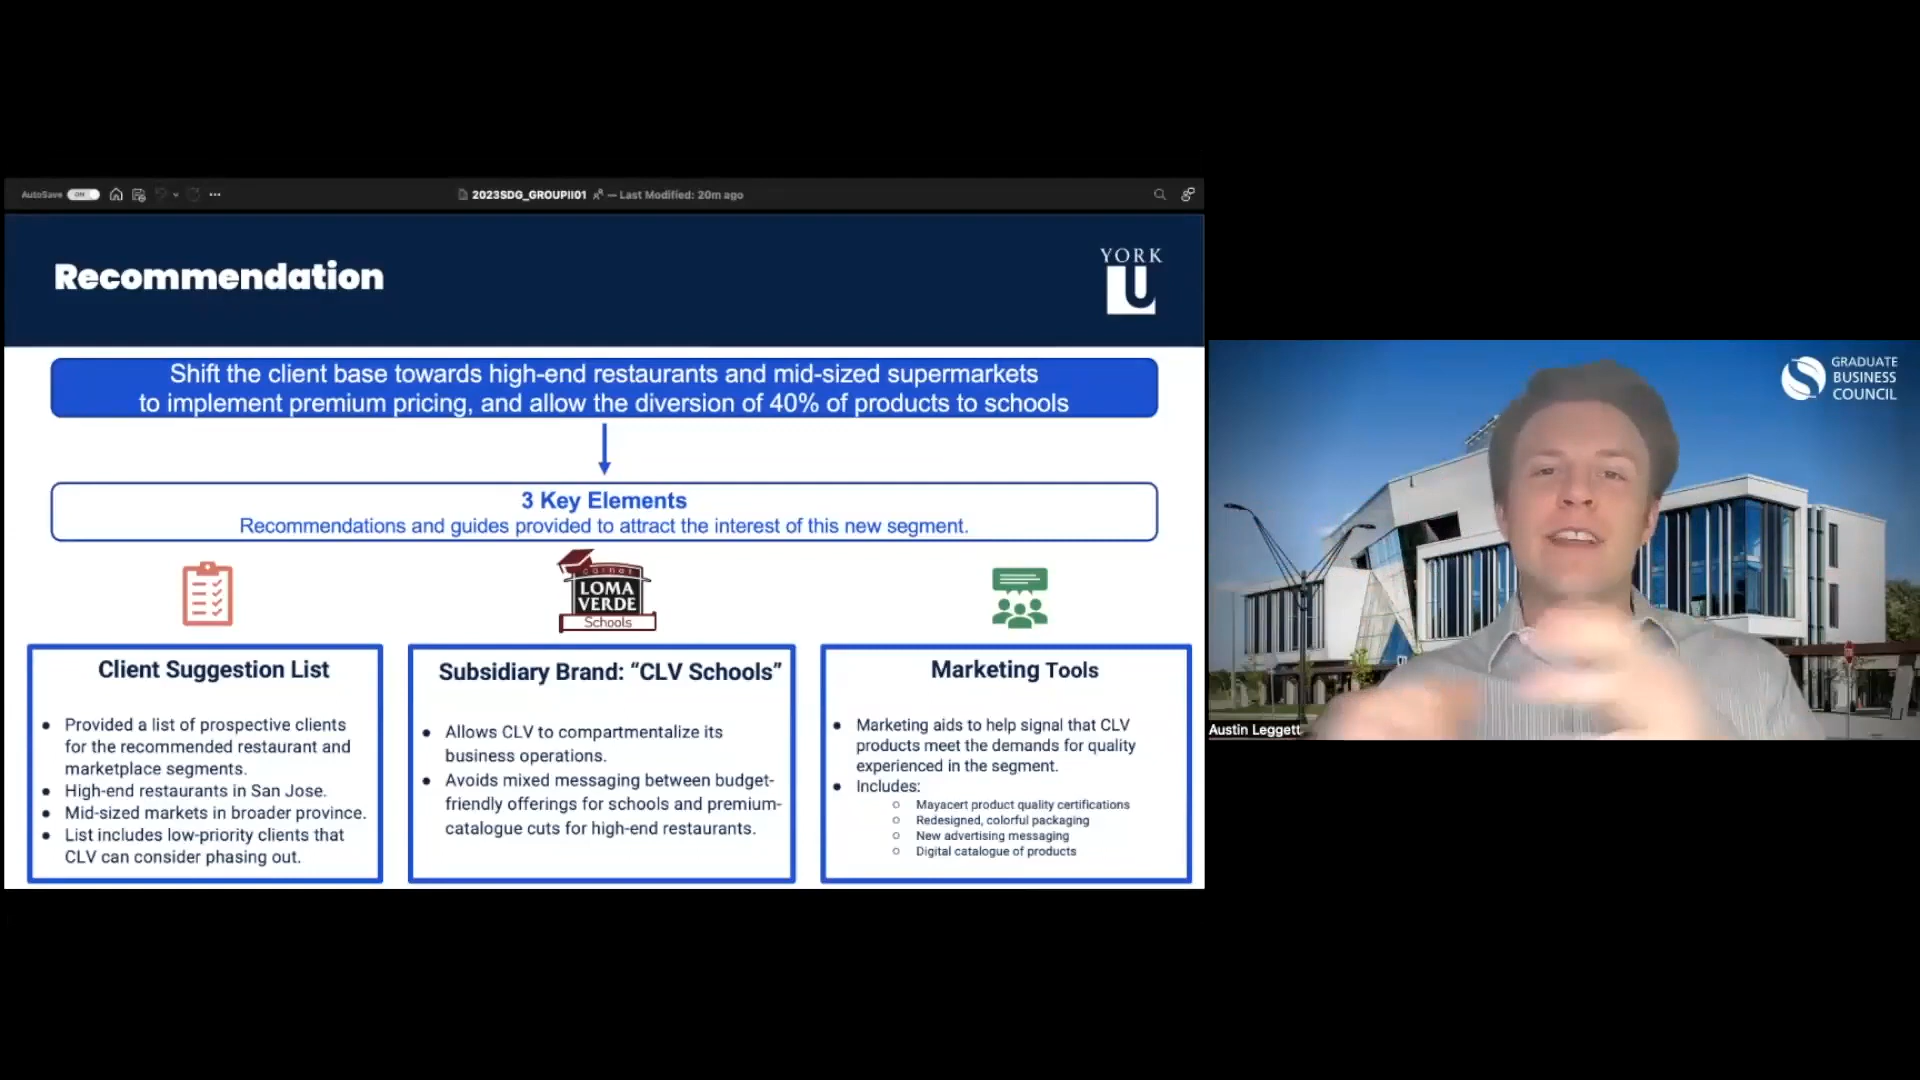 AutoSave ON
2023SDG_GROUPII01 — Last Modified: 20m ago
Recommendation
YORK
U
Shift the client base towards high-end restaurants and mid-sized supermarkets
to implement premium pricing, and allow the diversion of 40% of products to schools
3 Key Elements
Recommendations and guides provided to attract the interest of this new segment.
LOMA
VERDE
Schools
Client Suggestion List
● Provided a list of prospective clients
for the recommended restaurant and
marketplace segments.
● High-end restaurants in San Jose.
● Mid-sized markets in broader province.
● List includes low-priority clients that
CLV can consider phasing out.
Subsidiary Brand: “CLV Schools”
● Allows CLV to compartmentalize its
business operations.
● Avoids mixed messaging between budget-
friendly offerings for schools and premium-
catalogue cuts for high-end restaurants.
Marketing Tools
● Marketing aids to help signal that CLV
products meet the demands for quality
experienced in the segment.
● Includes:
○ Mayacert product quality certifications
○ Redesigned, colorful packaging
○ New advertising messaging
○ Digital catalogue of products
GRADUATE
BUSINESS
COUNCIL
Austin Leggett